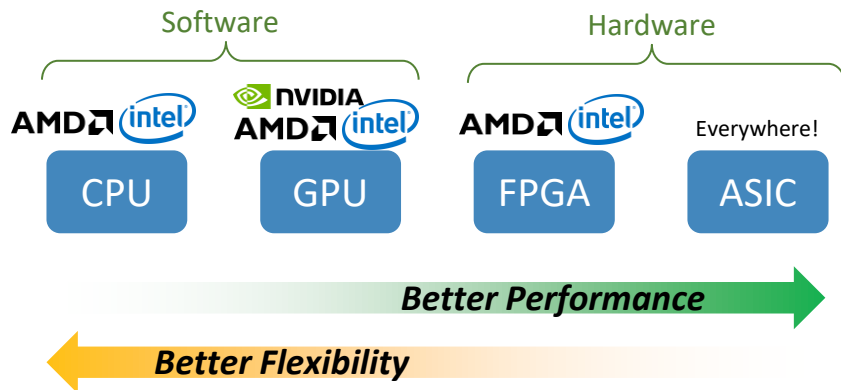 Software Hardware
AMD intel NVIDIA AMD intel AMD intel Everywhere!
CPU GPU FPGA ASIC
Better Performance
Better Flexibility